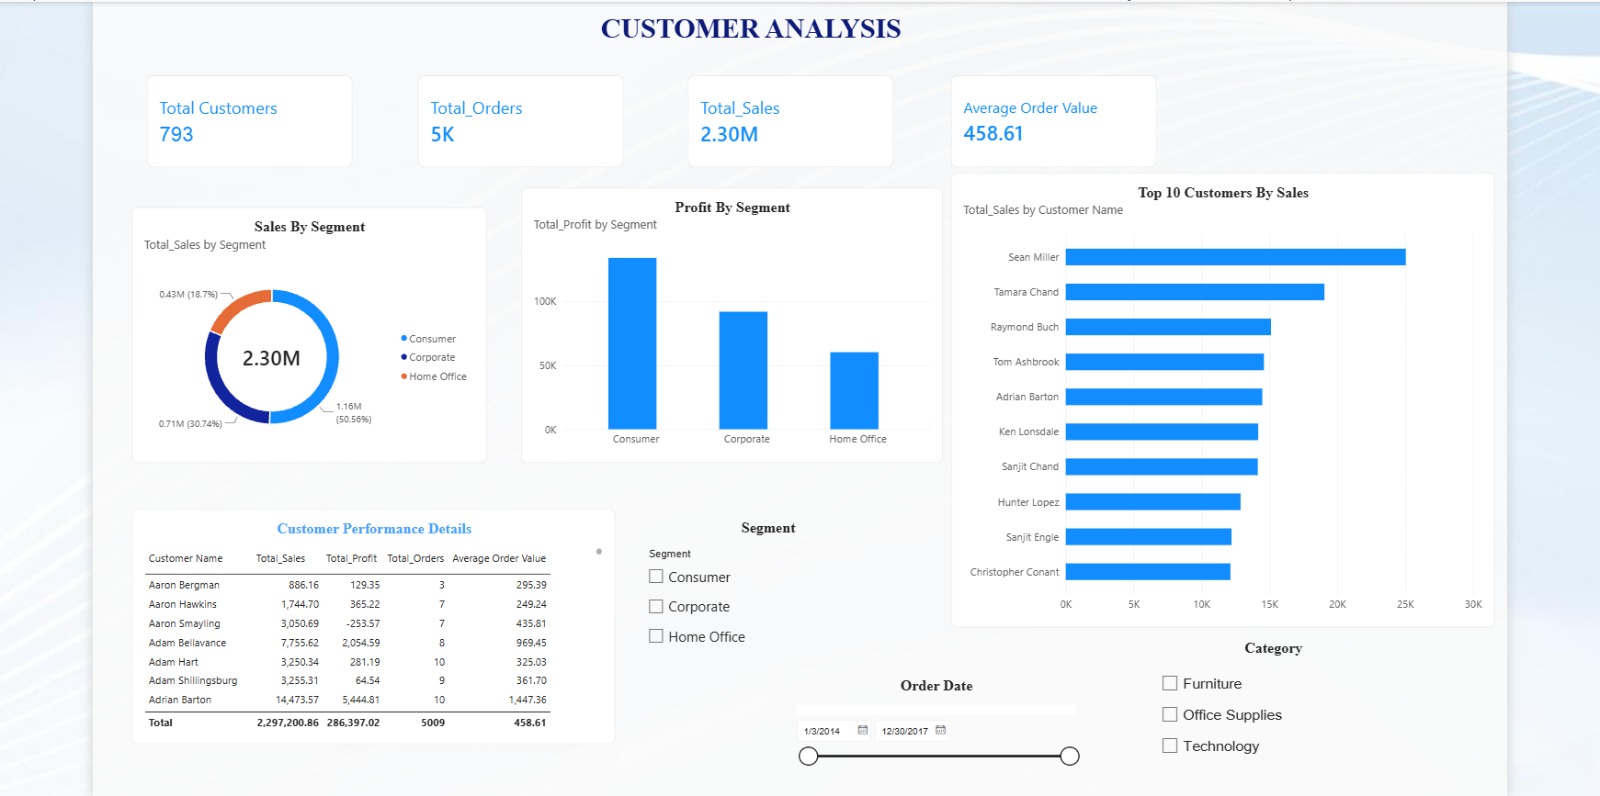 CUSTOMER ANALYSIS
Total Customers
793
Total_Orders
5K
Total_Sales
2.30M
Average Order Value
458.61
Sales By Segment
Total_Sales by Segment
0.43M (18.7%)
2.30M
0.71M (30.74%)
1.16M
(50.56%)
Consumer
Corporate
Home Office
Profit By Segment
Total_Profit by Segment
100K
50K
0K
Consumer Corporate Home Office
Top 10 Customers By Sales
Total_Sales by Customer Name
Sean Miller
Tamara Chand
Raymond Buch
Tom Ashbrook
Adrian Barton
Ken Lonsdale
Sanjit Chand
Hunter Lopez
Sanjit Engle
Christopher Conant
0K 5K 10K 15K 20K 25K 30K
Customer Performance Details
Customer Name Total_Sales Total_Profit Total_Orders Average Order Value
Aaron Bergman 886.16 129.35 3 295.39
Aaron Hawkins 1,744.70 365.22 7 249.24
Aaron Smayling 3,050.69 -253.57 7 435.81
Adam Bellavance 7,755.62 2,054.59 8 969.45
Adam Hart 3,250.34 281.19 10 325.03
Adam Shillingsburg 3,255.31 64.54 9 361.70
Adrian Barton 14,473.57 5,444.81 10 1,447.36
Total 2,297,200.86 286,397.02 5009 458.61
Segment
Segment
Consumer
Corporate
Home Office
Order Date
1/3/2014 12/30/2017
Category
Furniture
Office Supplies
Technology